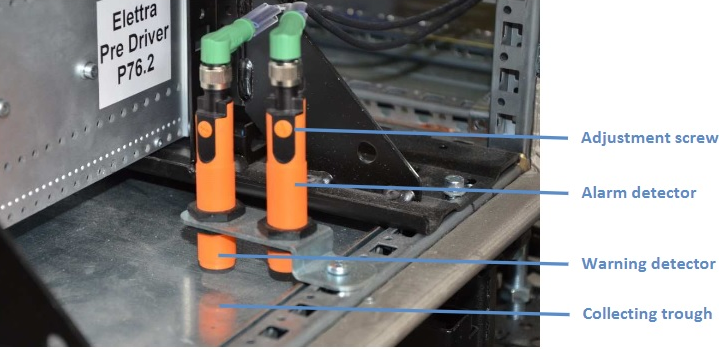 Elettra
Pre Driver
P76.2
Adjustment screw
Alarm detector
Warning detector
Collecting trough